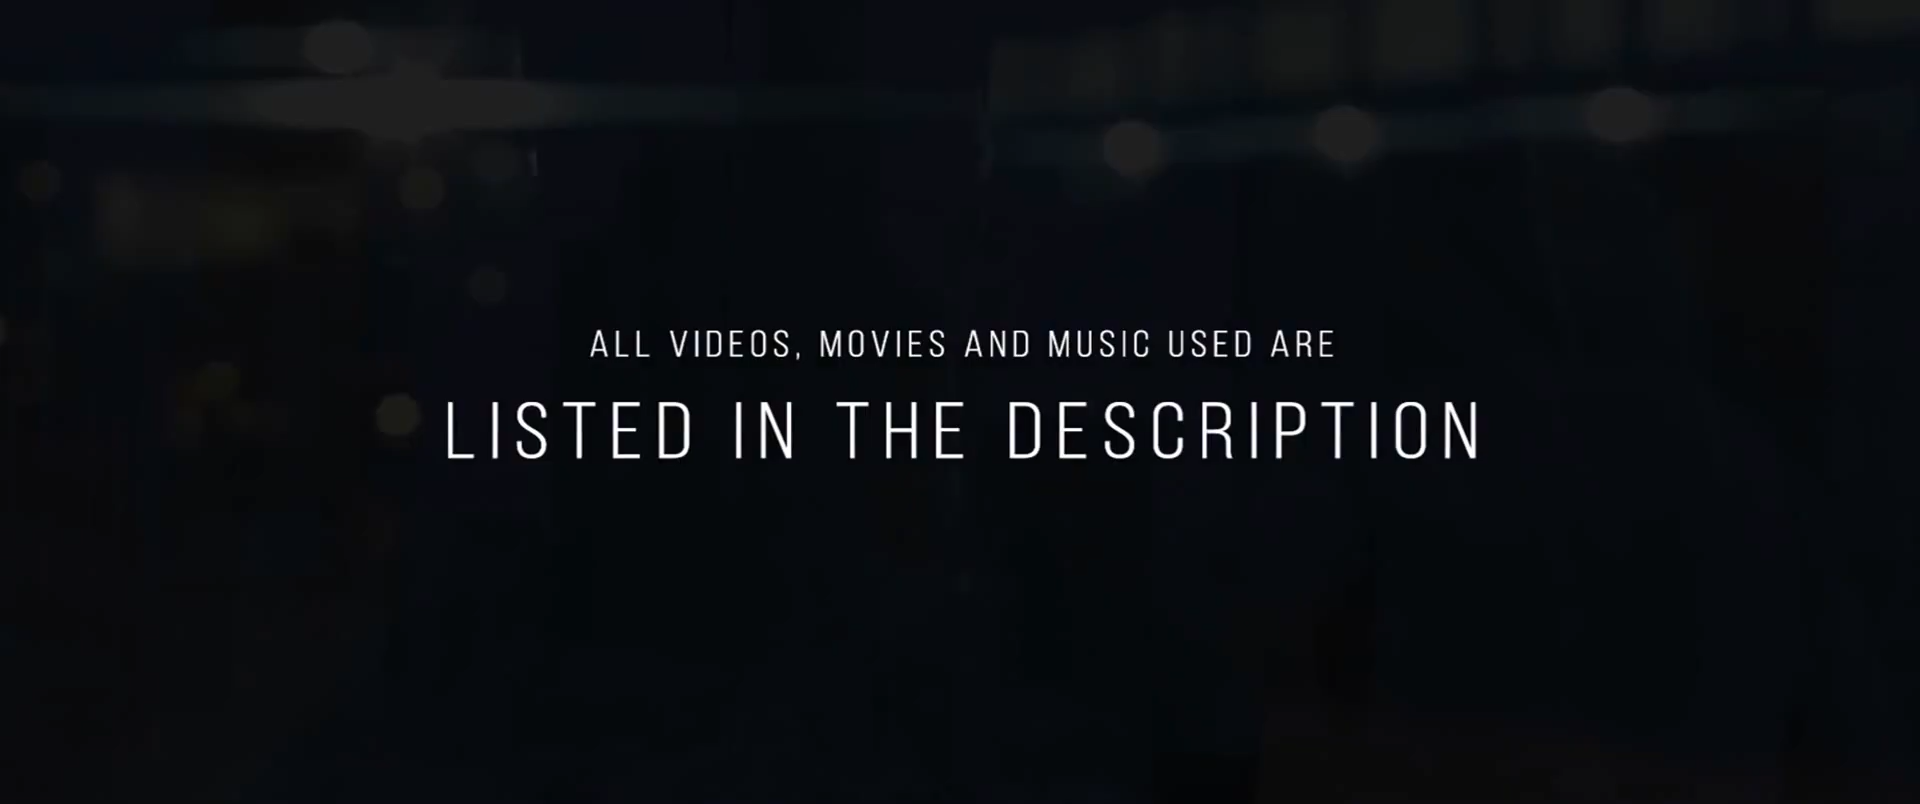 ALL VIDEOS, MOVIES AND MUSIC USED ARE
LISTED IN THE DESCRIPTION